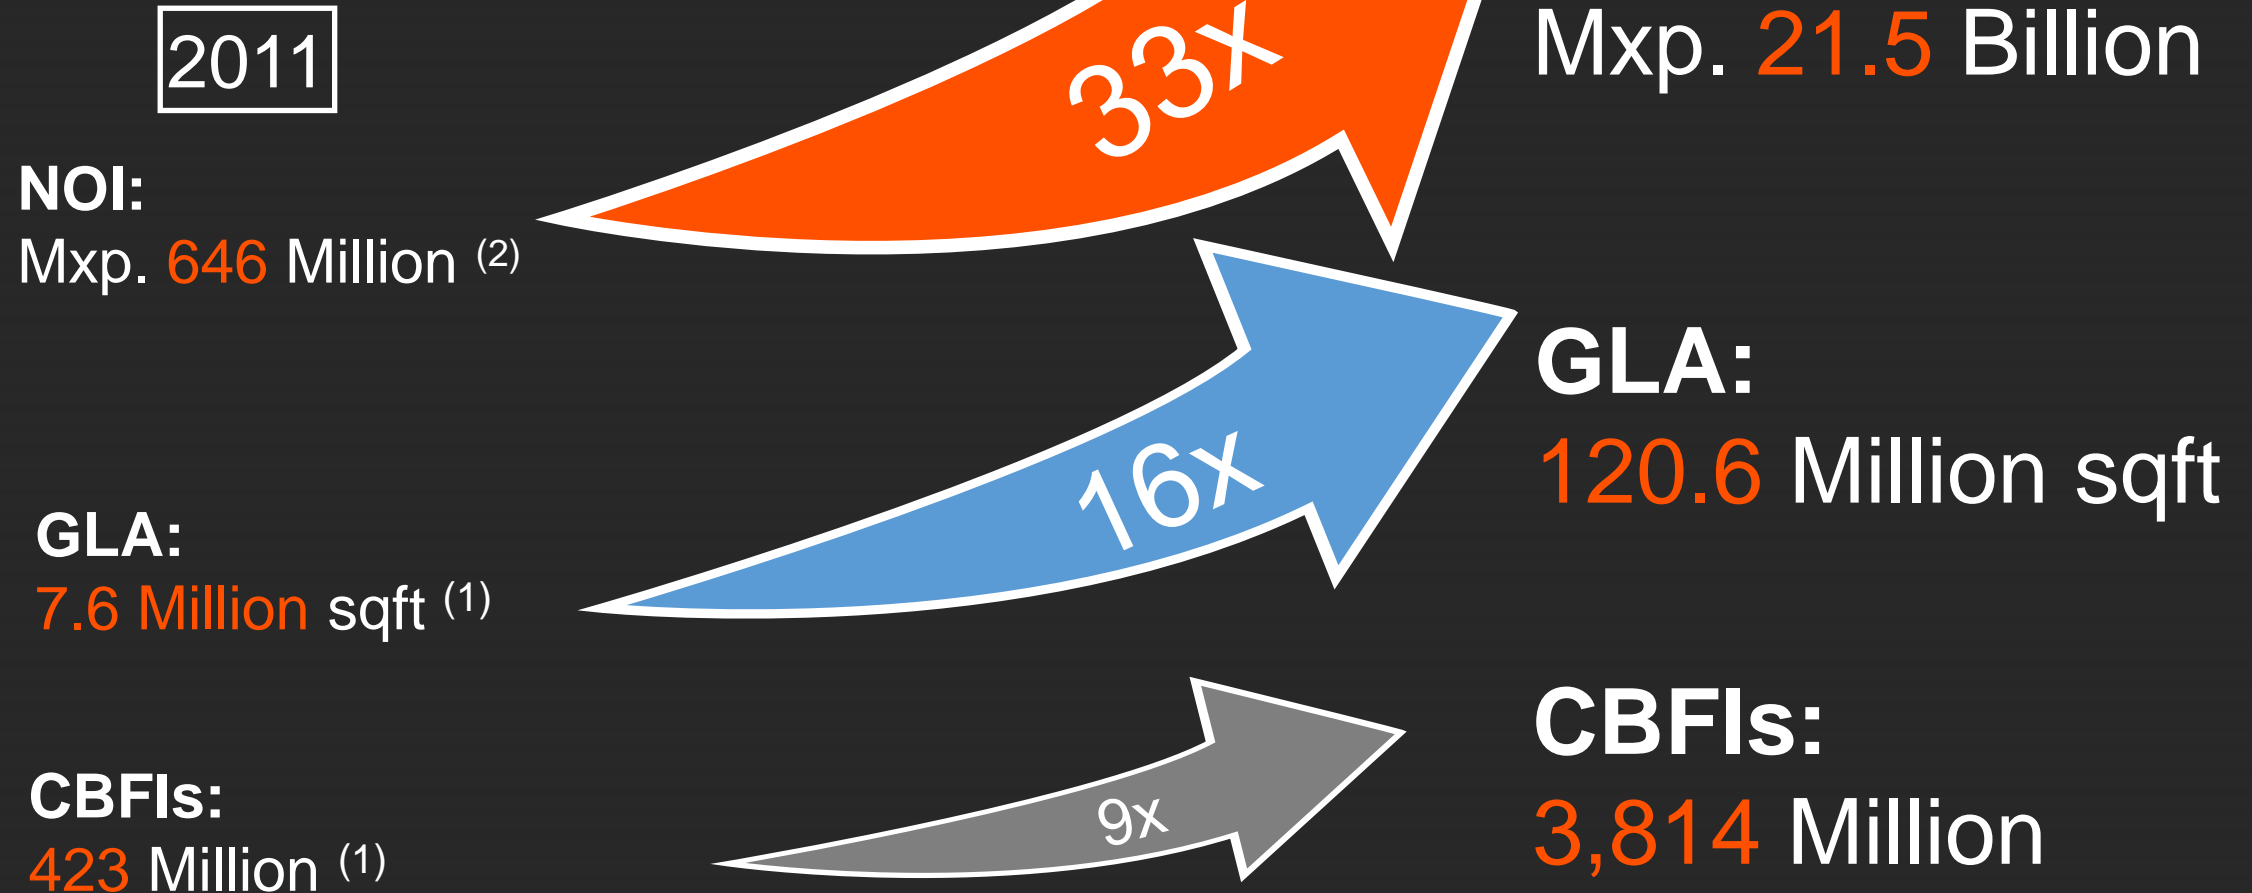 2011
NOI:
Mxp. 646 Million (2)
33x
Mxp. 21.5 Billion
GLA:
7.6 Million sqft (1)
16x
GLA:
120.6 Million sqft
CBFIs:
423 Million (1)
9x
CBFIs:
3,814 Million